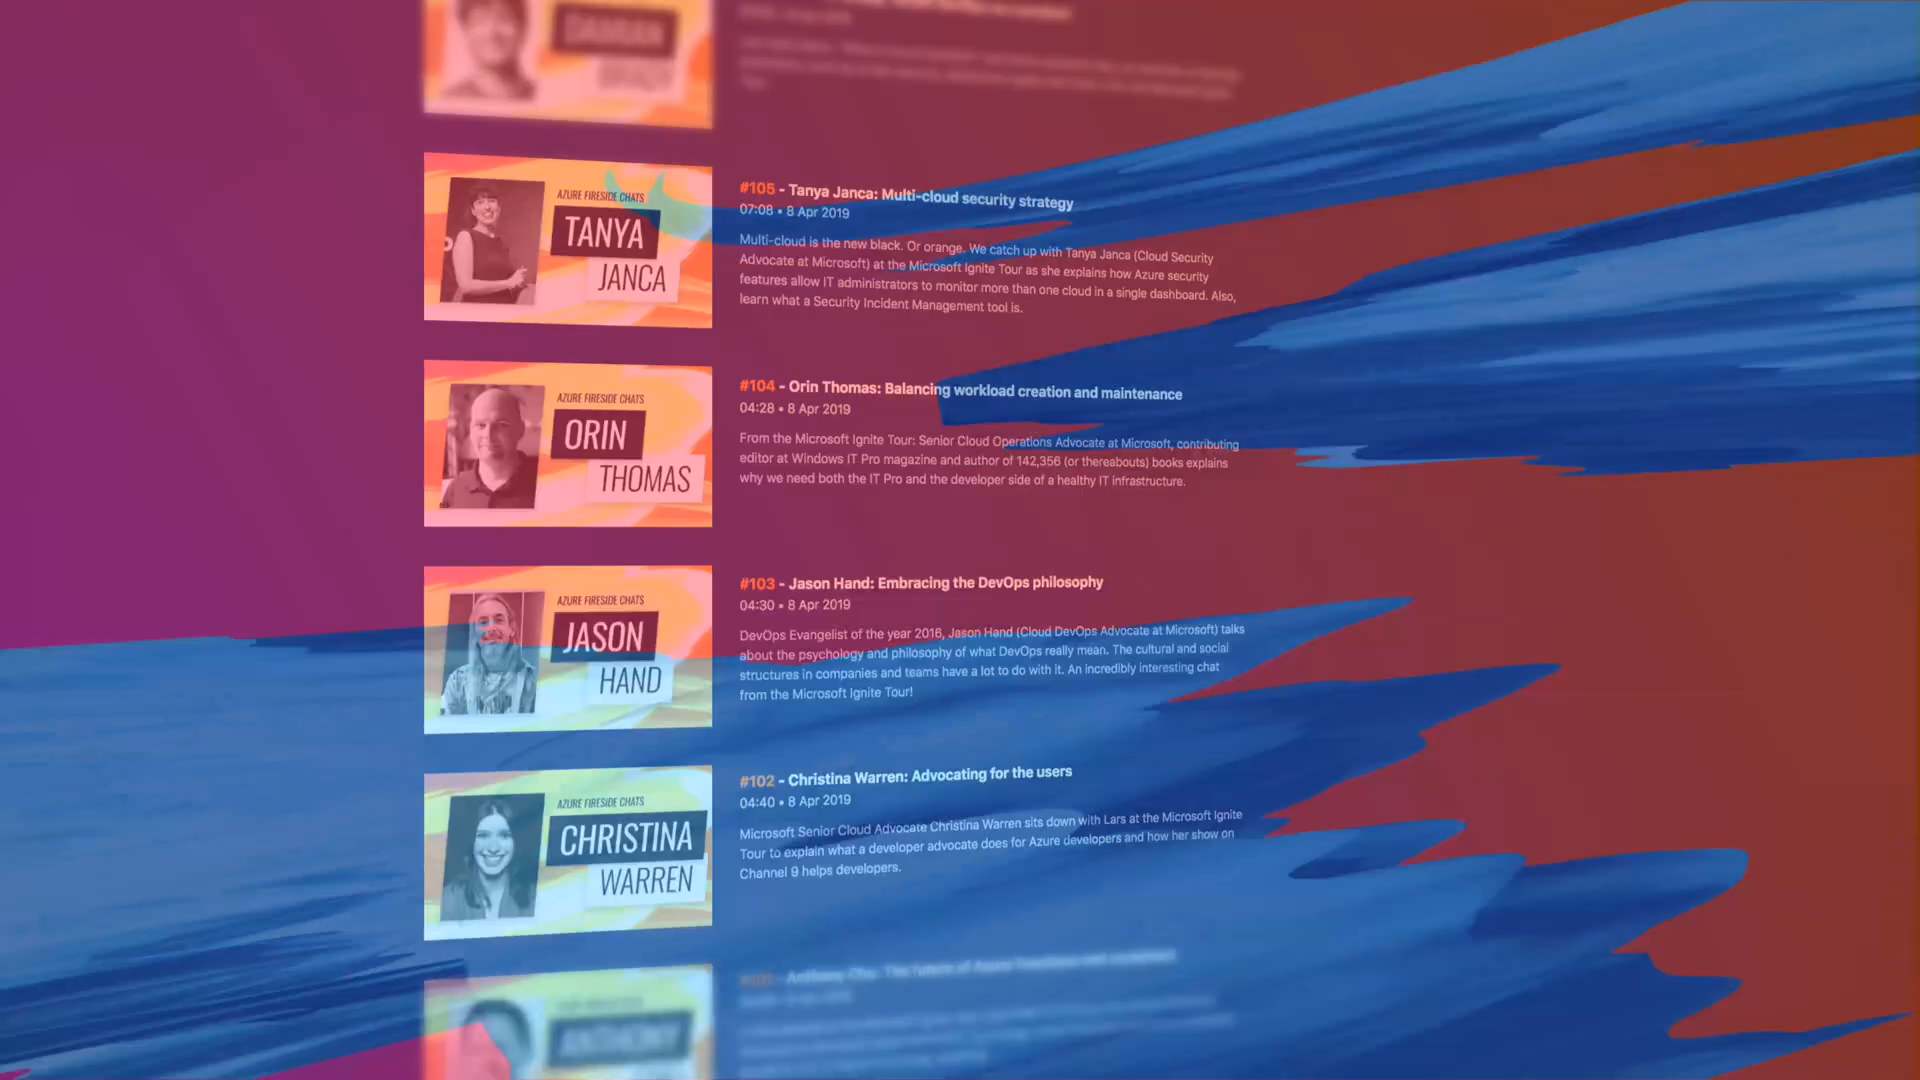 DAMIAN
BRADY
AZURE FIRESIDE CHATS
TANYA
JANCA
#105 - Tanya Janca: Multi-cloud security strategy
07:08 • 8 Apr 2019
Multi-cloud is the new black. Or orange. We catch up with Tanya Janca (Cloud Security
Advocate at Microsoft) at the Microsoft Ignite Tour as she explains how Azure security
features allow IT administrators to monitor more than one cloud in a single dashboard. Also,
learn what a Security Incident Management tool is.
AZURE FIRESIDE CHATS
ORIN
THOMAS
#104 - Orin Thomas: Balancing workload creation and maintenance
04:28 • 8 Apr 2019
From the Microsoft Ignite Tour: Senior Cloud Operations Advocate at Microsoft, contributing
editor at Windows IT Pro magazine and author of 142,356 (or thereabouts) books explains
why we need both the IT Pro and the developer side of a healthy IT infrastructure.
AZURE FIRESIDE CHATS
JASON
HAND
#103 - Jason Hand: Embracing the DevOps philosophy
04:30 • 8 Apr 2019
DevOps Evangelist of the year 2016, Jason Hand (Cloud DevOps Advocate at Microsoft) talks
about the psychology and philosophy of what DevOps really mean. The cultural and social
structures in companies and teams have a lot to do with it. An incredibly interesting chat
from the Microsoft Ignite Tour!
AZURE FIRESIDE CHATS
CHRISTINA
WARREN
#102 - Christina Warren: Advocating for the users
04:40 • 8 Apr 2019
Microsoft Senior Cloud Advocate Christina Warren sits down with Lars at the Microsoft Ignite
Tour to explain what a developer advocate does for Azure developers and how her show on
Channel 9 helps developers.
ANTHONY